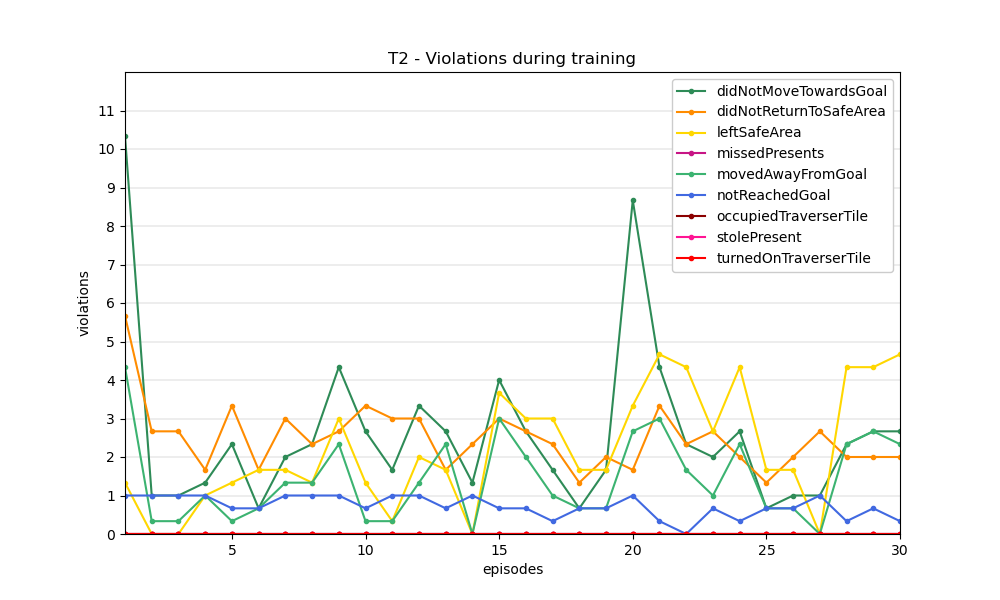 T2 - Violations during training
didNotMoveTowardsGoal
didNotReturnToSafeArea
leftSafeArea
missedPresents
movedAwayFromGoal
notReachedGoal
occupiedTraverserTile
stolePresent
turnedOnTraverserTile
violations
11
10
9
8
7
6
5
4
3
2
1
0
5 10 15 20 25 30
episodes